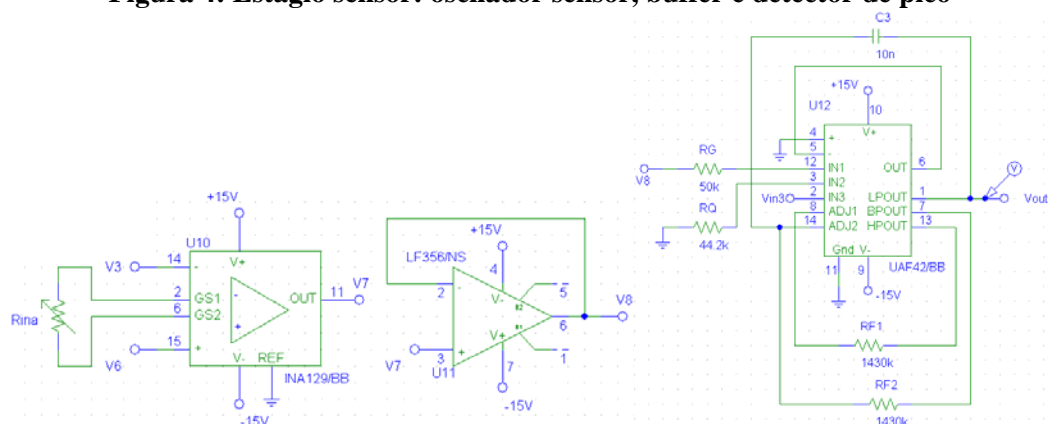 Figura 4. Estágio sensor: oscilador sensor, buffer e detector de pico
C3
10n
+15V
U12
10
V+
4
+
5
-
RG
12
IN1
OUT
6
V8
50k
3
IN2
RQ
Vin3
2
IN3
LPOUT
1
V
Vout
8
ADJ1
BPOUT
7
14
ADJ2
HPOUT
13
44.2k
Gnd
V-
11
9
UAF42/BB
-15V
RF1
1430k
RF2
1430k
+15V
U10
V3
14
-
V+
2
GS1
-
OUT
11
V7
Rina
6
GS2
+
15
+
V6
V-
REF
INA129/BB
-15V
+15V
LF356/NS
4
2
-
V-
B2
5
V8
6
V+
B1
V7
3
+
1
U11
7
-15V